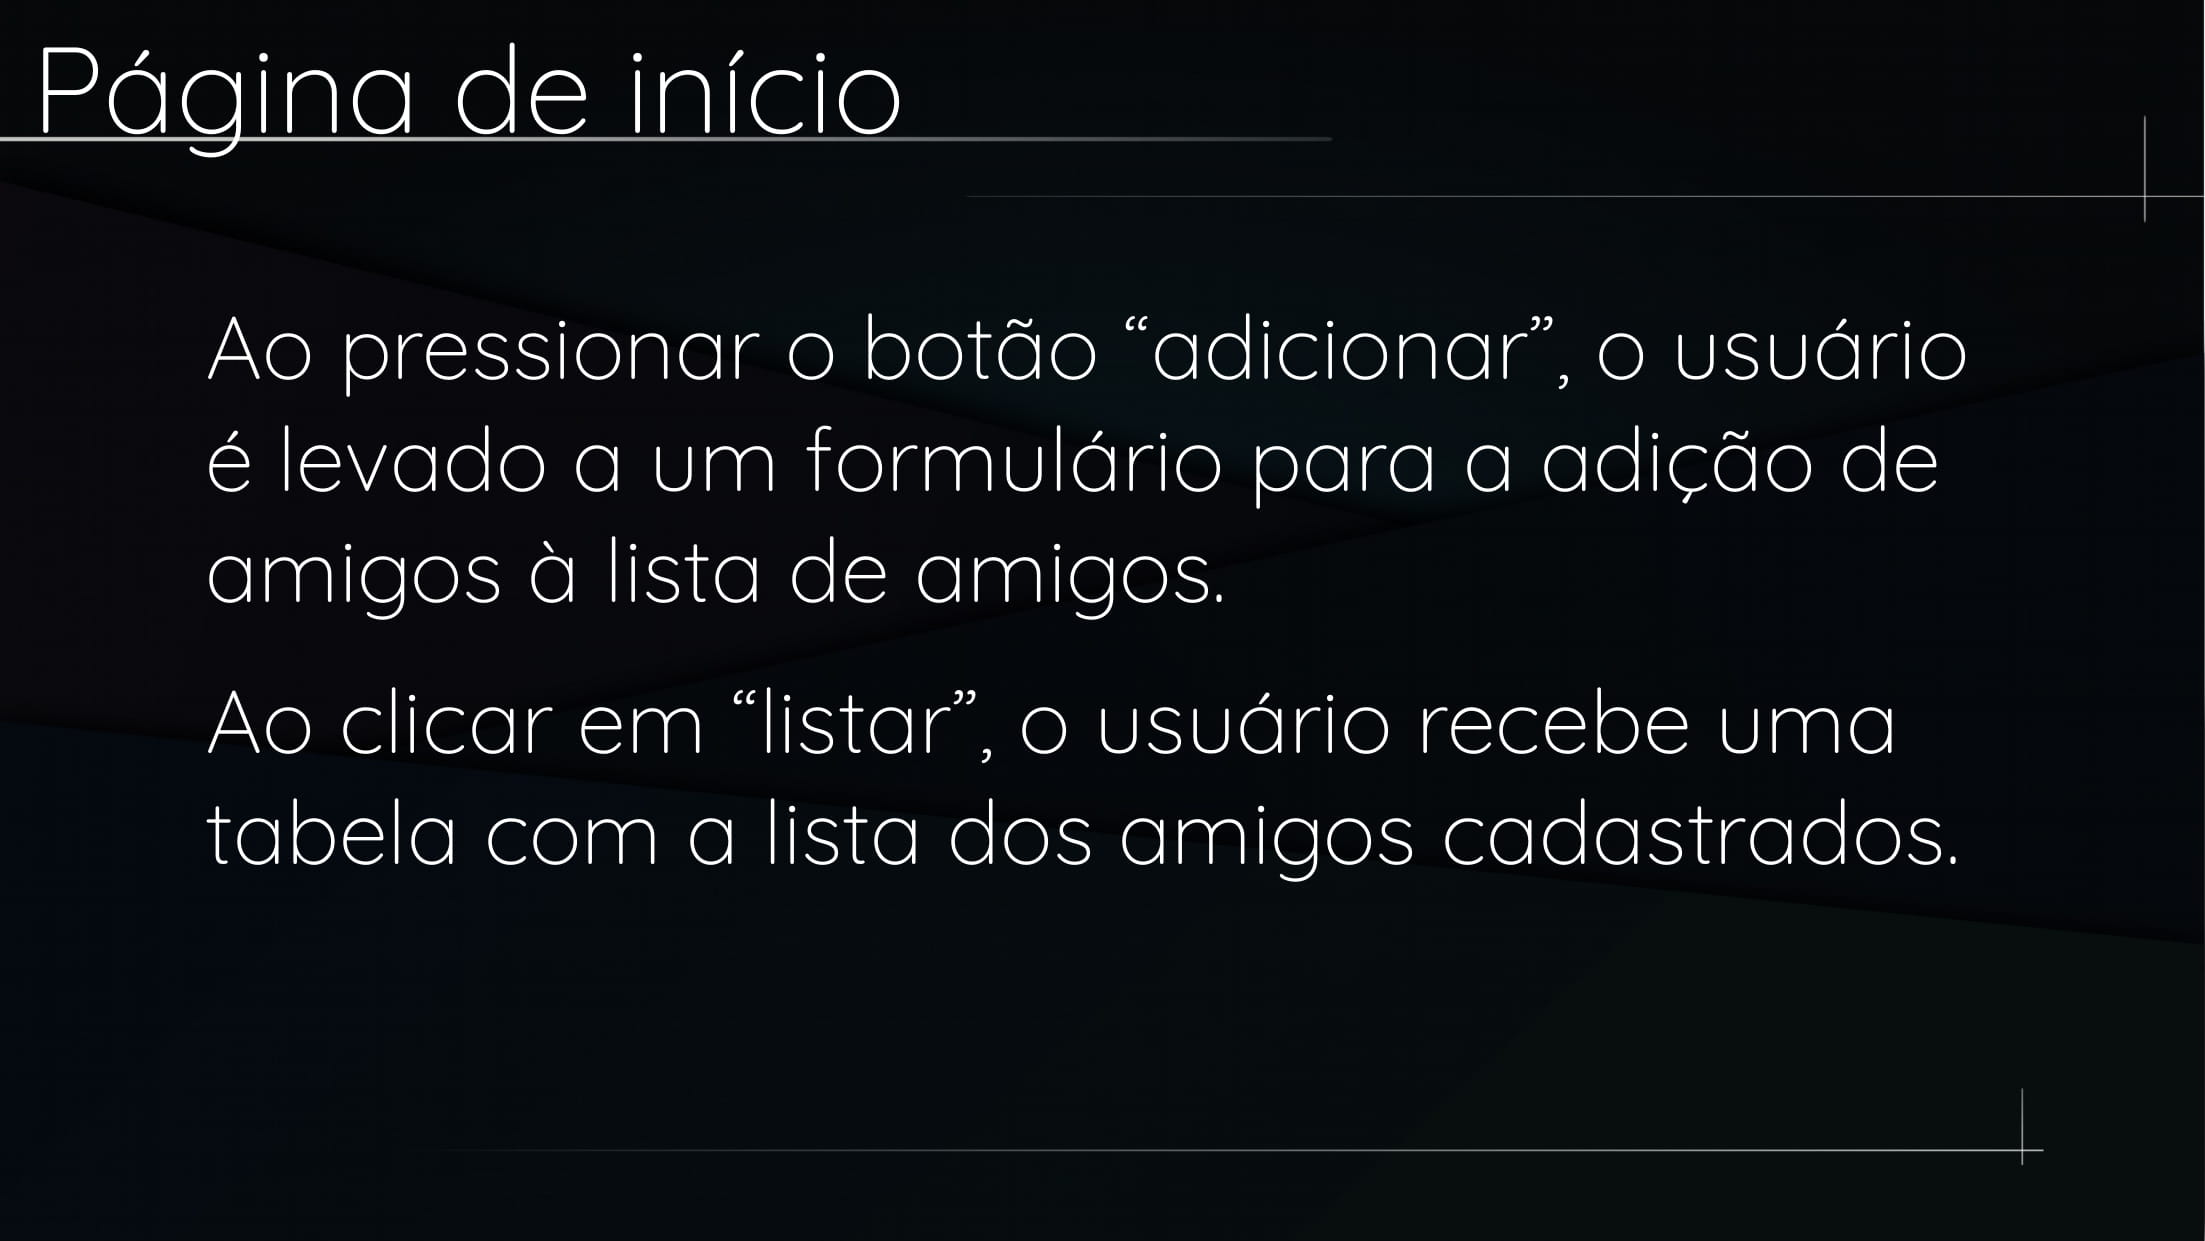 Página de início
Ao pressionar o botão “adicionar”, o usuário
é levado a um formulário para a adição de
amigos à lista de amigos.
Ao clicar em “listar”, o usuário recebe uma
tabela com a lista dos amigos cadastrados.